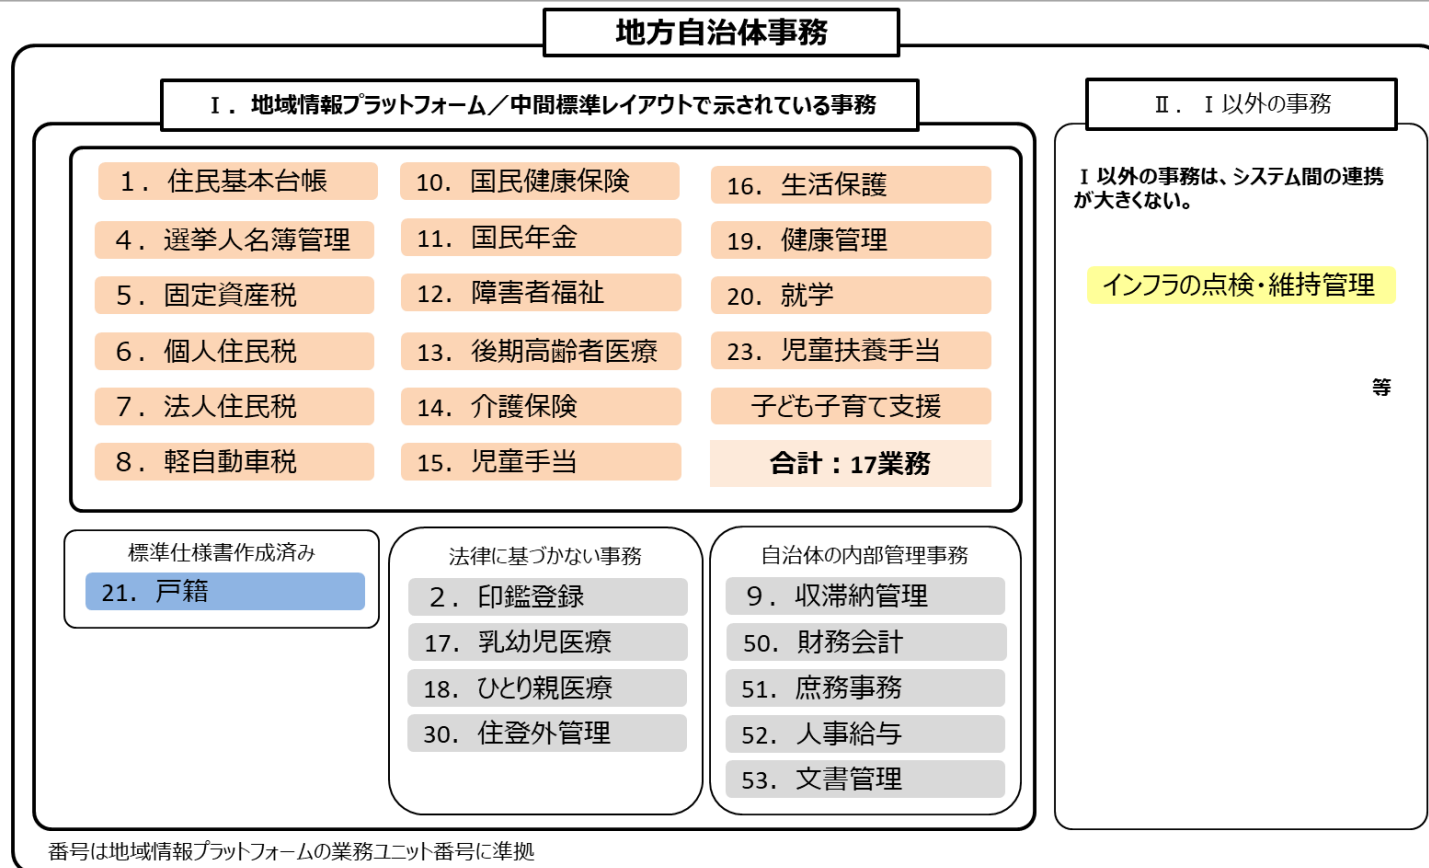 地方自治体事務
Ⅰ．地域情報プラットフォーム／中間標準レイアウトで示されている事務
１．住民基本台帳
４．選挙人名簿管理
５．固定資産税
６．個人住民税
７．法人住民税
８．軽自動車税
10．国民健康保険
11．国民年金
12．障害者福祉
13．後期高齢者医療
14．介護保険
15．児童手当
16．生活保護
19．健康管理
20．就学
23．児童扶養手当
子ども子育て支援
合計：17業務
標準仕様書作成済み
21．戸籍
法律に基づかない事務
２．印鑑登録
17．乳幼児医療
18．ひとり親医療
30．住登外管理
自治体の内部管理事務
９．収滞納管理
50．財務会計
51．庶務事務
52．人事給与
53．文書管理
Ⅱ．Ⅰ以外の事務
Ⅰ以外の事務は、システム間の連携
が大きくない。
インフラの点検・維持管理
等
番号は地域情報プラットフォームの業務ユニット番号に準拠